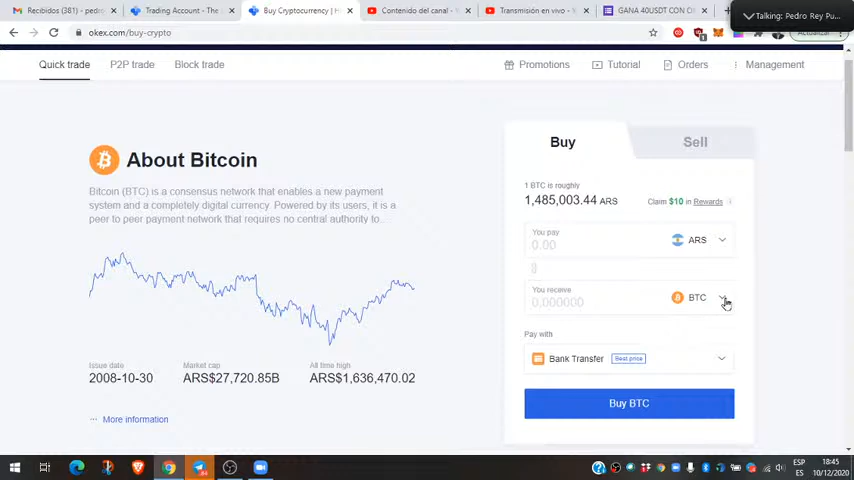 Recibidos (381) - pedro
Trading Account - The L
Buy Cryptocurrency | H
Contenido del canal -
Transmisión en vivo -
GANA 40USDT CON O
Talking: Pedro Rey Pu...
okex.com/buy-crypto
Actualizar
Quick trade
P2P trade
Block trade
Promotions
Tutorial
Orders
Management
Buy
Sell
About Bitcoin
Bitcoin (BTC) is a consensus network that enables a new payment
system and a completely digital currency. Powered by its users, it is a
peer to peer payment network that requires no central authority to....
1 BTC is roughly
1,485,003.44 ARS
Claim $10 in Rewards
You pay
0.00
ARS
You receive
0.000000
BTC
Pay with
Bank Transfer
Best price
Buy BTC
Issue date
2008-10-30
Market cap
ARS$27,720.85B
All time high
ARS$1,636,470.02
More information
ESP
ES
18:45
10/12/2020